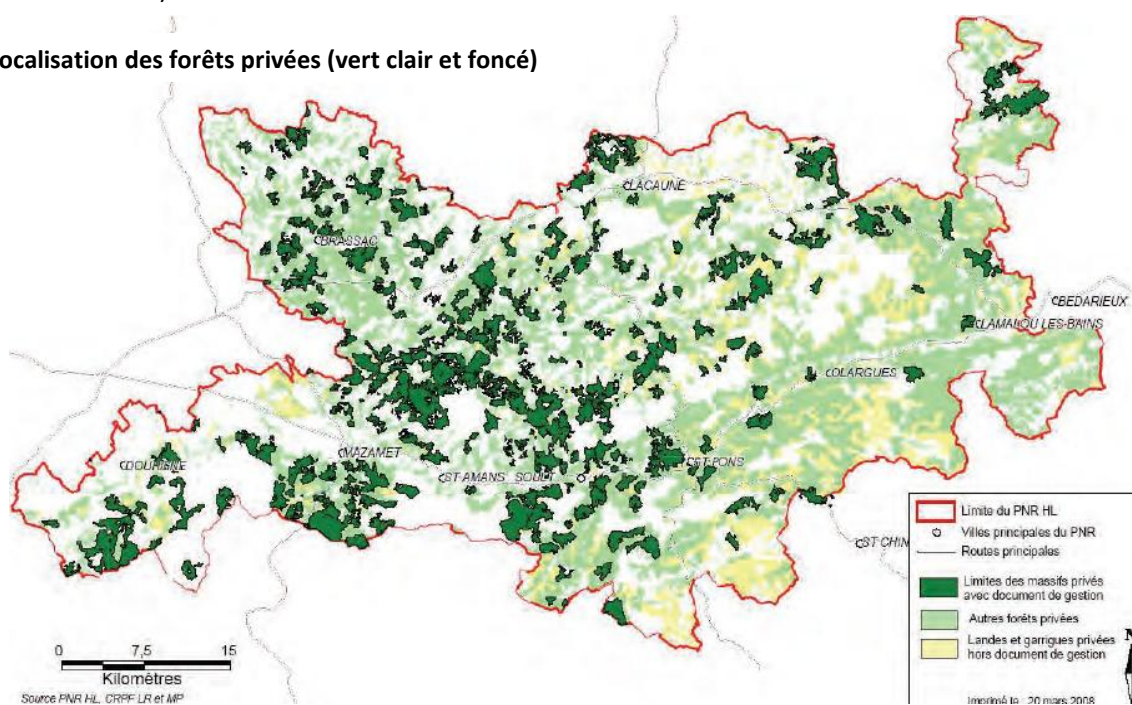 ocalisation des forêts privées (vert clair et foncé)
LACAUNE
BRASSAC
BEDARIEUX
LAMALOU LES BAINS
OLARGUES
MAZAMET
DOURGNE
ST-PONS
ST-AMANS SOULT
ST-CHIN
Limite du PNR HL
Villes principales du PNR
Routes principales
Limites des massifs privés
avec document de gestion
Autres forêts privées
Landes et garrigues privées
hors document de gestion
N
0 7,5 15
Kilomètres
Source PNR HL, CRPF LR et MP
Imprimé le : 20 mars 2008